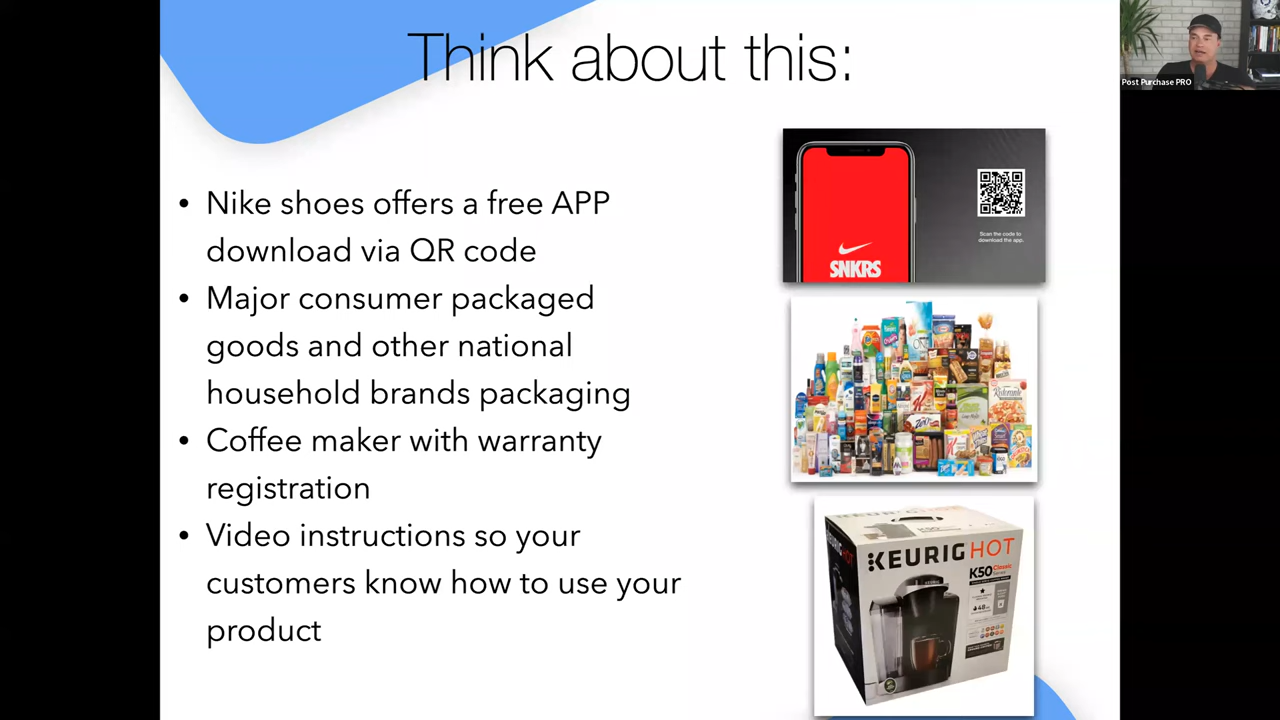 Think about this:
Post Purchase PRO
• Nike shoes offers a free APP
download via QR code
• Major consumer packaged
goods and other national
household brands packaging
• Coffee maker with warranty
registration
• Video instructions so your
customers know how to use your
product
SNKRS
Scan the code to
download the app.
Ristorante
KEURIG HOT
K50 Classic